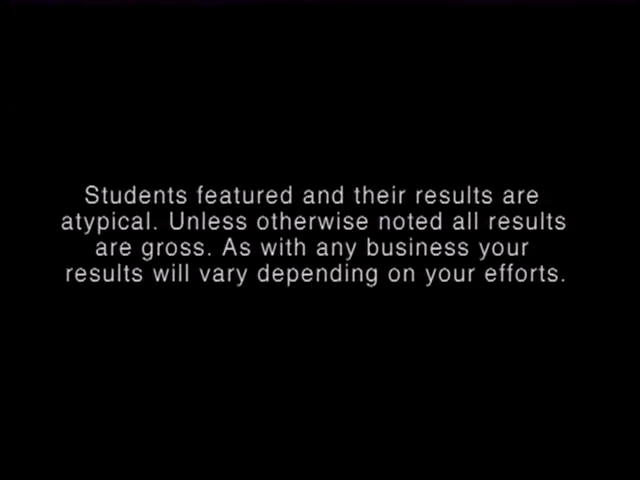 Students featured and their results are
atypical. Unless otherwise noted all results
are gross. As with any business your
results will vary depending on your efforts.